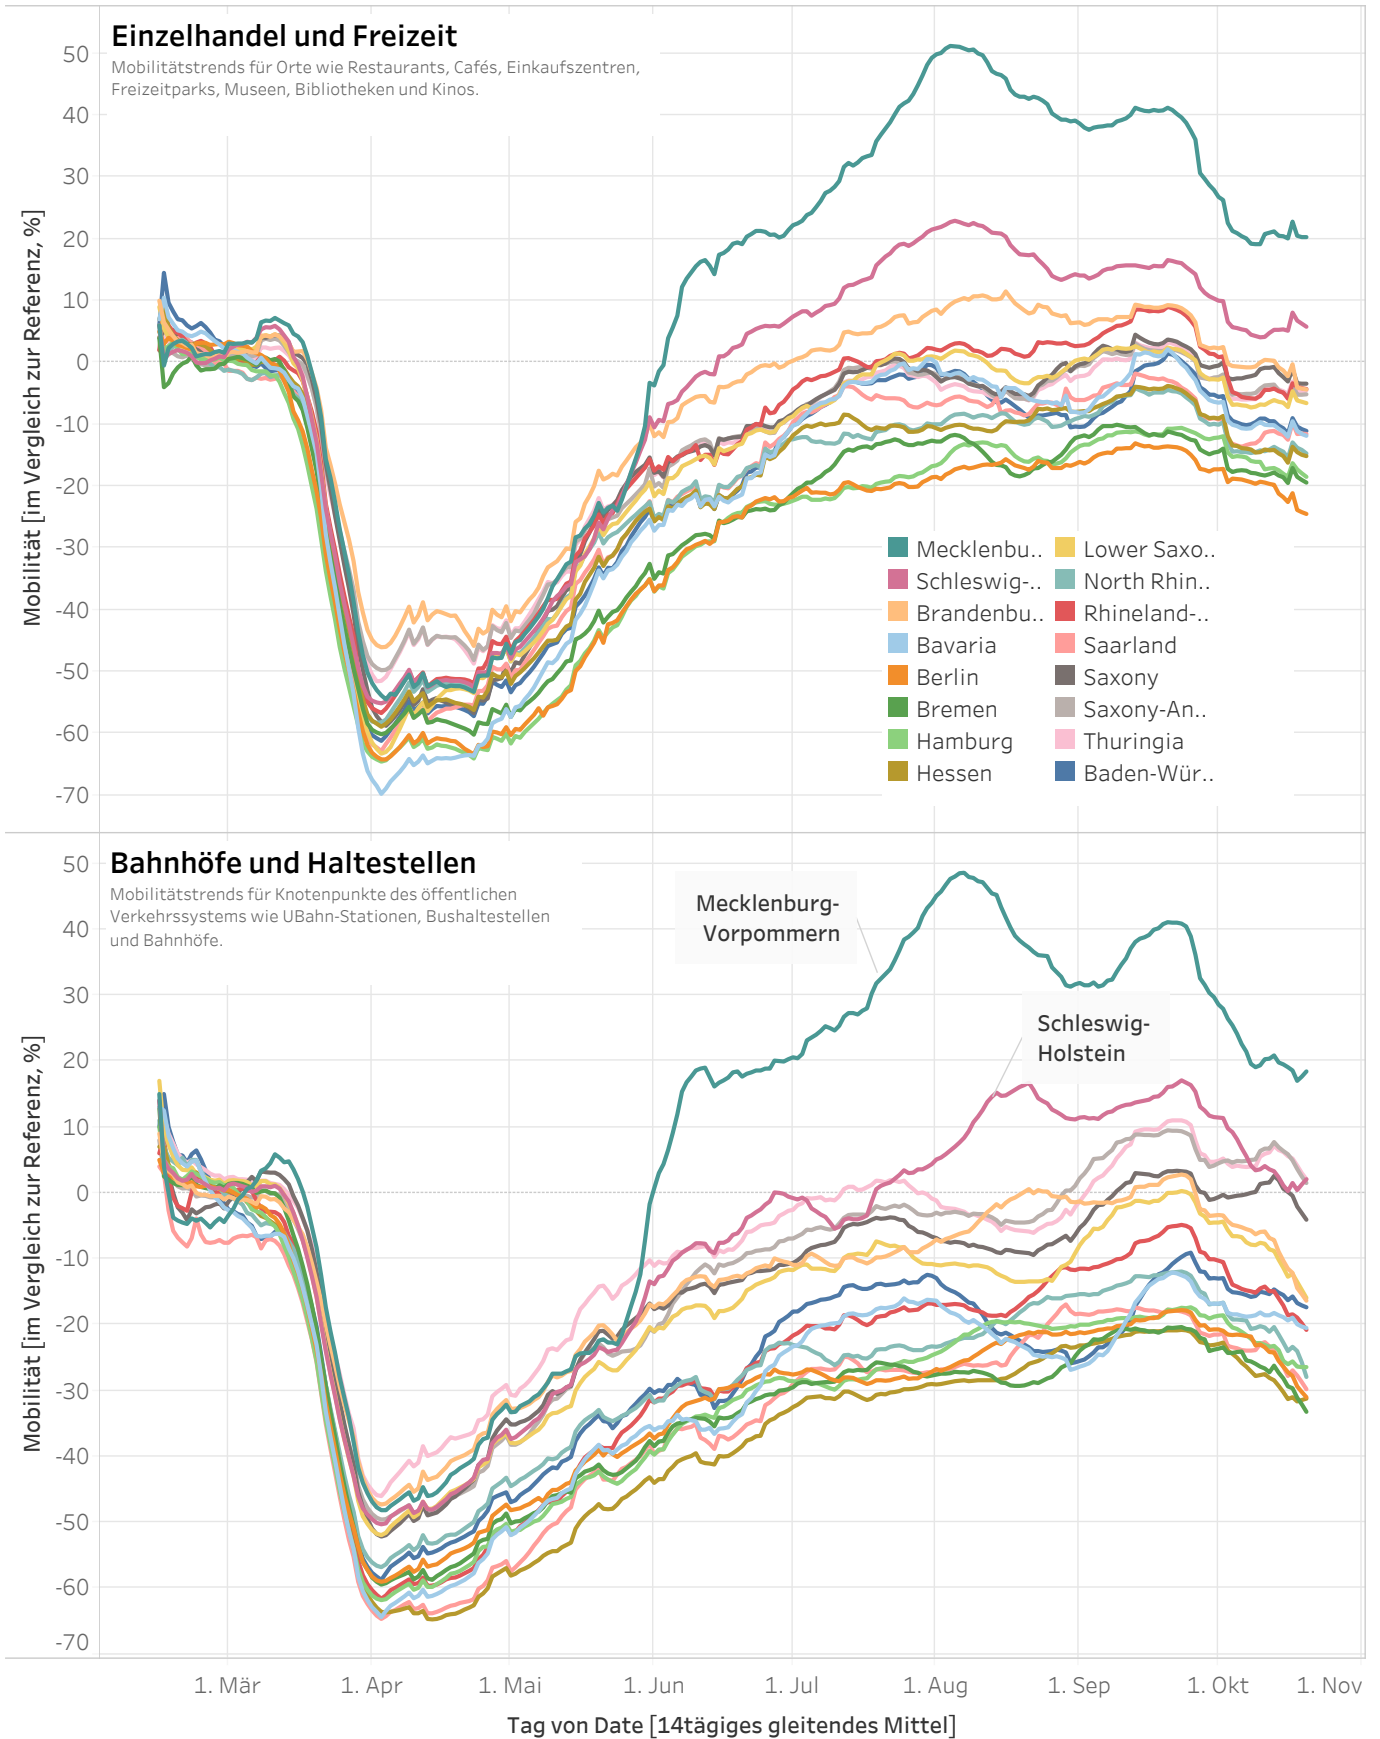 Einzelhandel und Freizeit
Mobilitätstrends für Orte wie Restaurants, Cafés, Einkaufszentren,
Freizeitparks, Museen, Bibliotheken und Kinos.
Mobilität [im Vergleich zur Referenz, %]
50
40
30
20
10
0
-10
-20
-30
-40
-50
-60
-70
Mecklenbu..
Schleswig-..
Brandenbu..
Bavaria
Berlin
Bremen
Hamburg
Hessen
Lower Saxo..
North Rhin..
Rhineland-..
Saarland
Saxony
Saxony-An..
Thuringia
Baden-Wür..
Bahnhöfe und Haltestellen
Mobilitätstrends für Knotenpunkte des öffentlichen
Verkehrssystems wie UBahn-Stationen, Bushaltestellen
und Bahnhöfe.
Mobilität [im Vergleich zur Referenz, %]
50
40
30
20
10
0
-10
-20
-30
-40
-50
-60
-70
Mecklenburg-
Vorpommern
Schleswig-
Holstein
1. Mär 1. Apr 1. Mai 1. Jun 1. Jul 1. Aug 1. Sep 1. Okt 1. Nov
Tag von Date [14tägiges gleitendes Mittel]